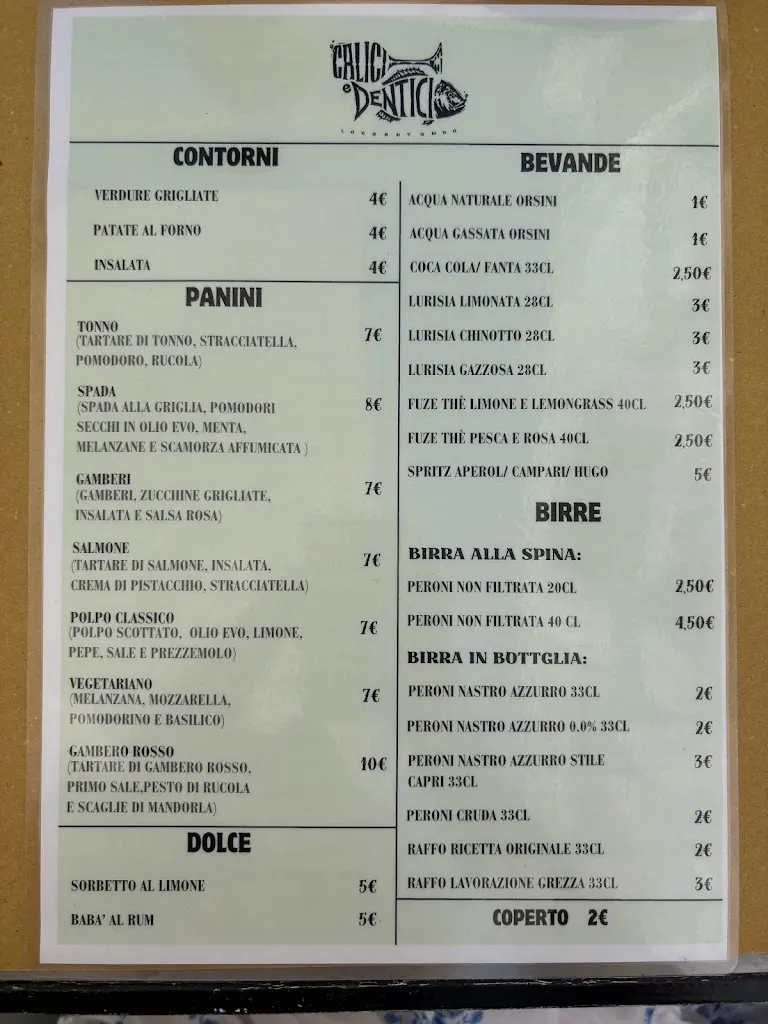 CALICI
e DENTICI
LOCOROTONDO
CONTORNI
VERDURE GRIGLIATE 4€
PATATE AL FORNO 4€
INSALATA 4€
PANINI
TONNO
(TARTARE DI TONNO, STRACCIATELLA, 7€
POMODORO, RUCOLA)
SPADA
(SPADA ALLA GRIGLIA, POMODORI 8€
SECCHI IN OLIO EVO, MENTA,
MELANZANE E SCAMORZA AFFUMICATA )
GAMBERI
(GAMBERI, ZUCCHINE GRIGLIATE, 7€
INSALATA E SALSA ROSA)
SALMONE
(TARTARE DI SALMONE, INSALATA, 7€
CREMA DI PISTACCHIO, STRACCIATELLA)
POLPO CLASSICO
(POLPO SCOTTATO, OLIO EVO, LIMONE, 7€
PEPE, SALE E PREZZEMOLO)
VEGETARIANO
(MELANZANA, MOZZARELLA, 7€
POMODORINO E BASILICO)
GAMBERO ROSSO
(TARTARE DI GAMBERO ROSSO, 10€
PRIMO SALE,PESTO DI RUCOLA
E SCAGLIE DI MANDORLA)
DOLCE
SORBETTO AL LIMONE 5€
BABA' AL RUM 5€
BEVANDE
ACQUA NATURALE ORSINI 1€
ACQUA GASSATA ORSINI 1€
COCA COLA/ FANTA 33CL 2,50€
LURISIA LIMONATA 28CL 3€
LURISIA CHINOTTO 28CL 3€
LURISIA GAZZOSA 28CL 3€
FUZE THÈ LIMONE E LEMONGRASS 40CL 2,50€
FUZE THÈ PESCA E ROSA 40CL 2,50€
SPRITZ APEROL/ CAMPARI/ HUGO 5€
BIRRE
BIRRA ALLA SPINA:
PERONI NON FILTRATA 20CL 2,50€
PERONI NON FILTRATA 40 CL 4,50€
BIRRA IN BOTTGLIA:
PERONI NASTRO AZZURRO 33CL 2€
PERONI NASTRO AZZURRO 0.0% 33CL 2€
PERONI NASTRO AZZURRO STILE 3€
CAPRI 33CL
PERONI CRUDA 33CL 2€
RAFFO RICETTA ORIGINALE 33CL 2€
RAFFO LAVORAZIONE GREZZA 33CL 3€
COPERTO 2€